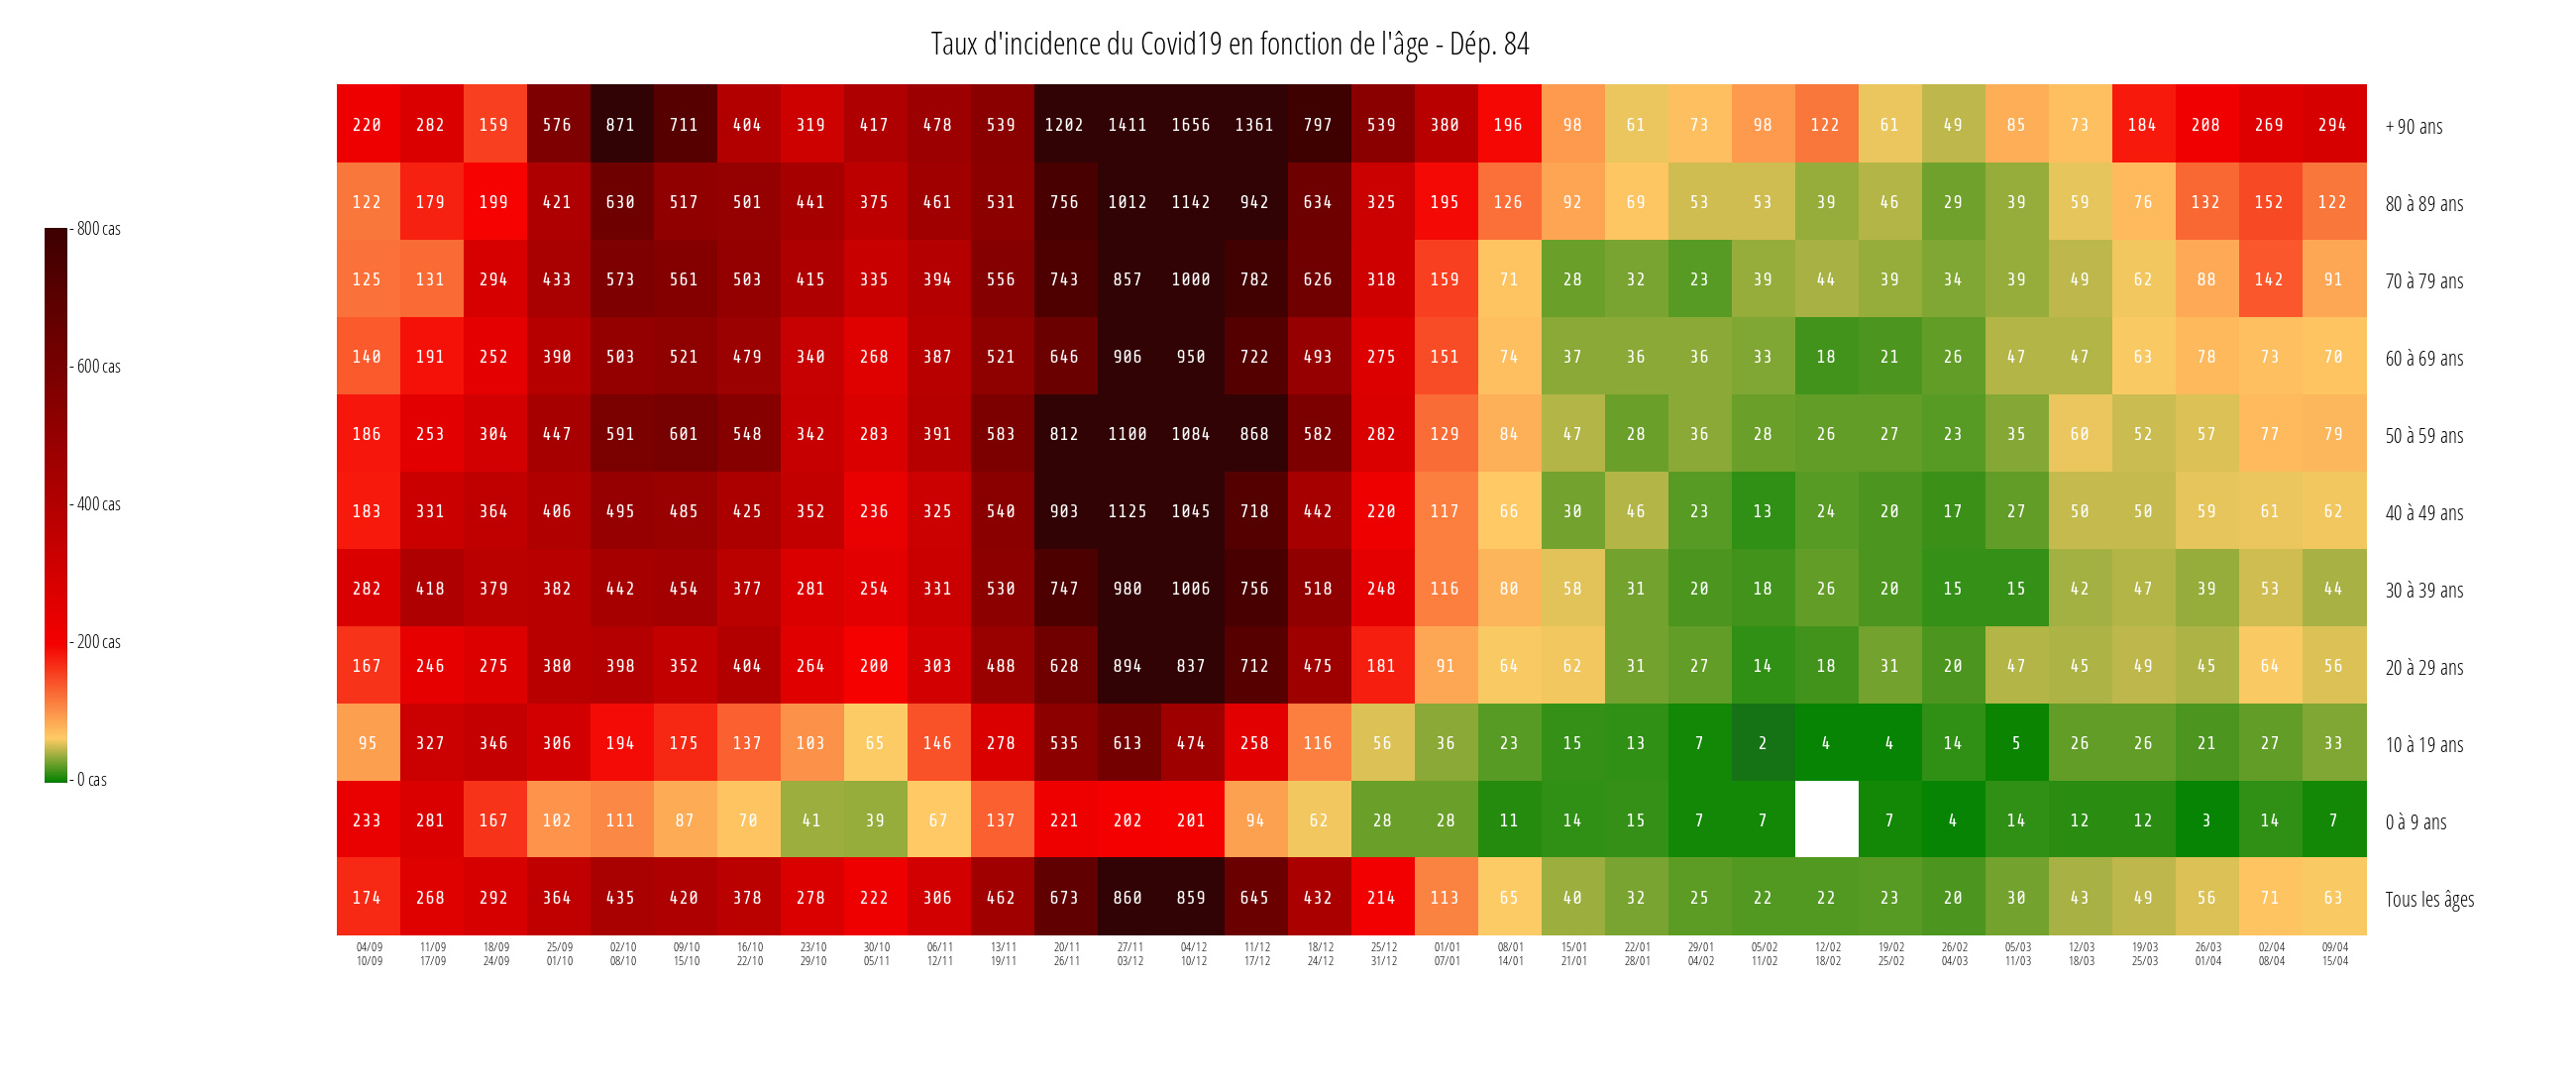 Taux d'incidence du Covid19 en fonction de l'âge - Dép. 84
- 800 cas
- 600 cas
- 400 cas
- 200 cas
- 0 cas
220 282 159 576 871 711 404 319 417 478 539 1202 1411 1656 1361 797 539 380 196 98 61 73 98 122 61 49 85 73 184 208 269 294 + 90 ans
122 179 199 421 630 517 501 441 375 461 531 756 1012 1142 942 634 325 195 126 92 69 53 53 39 46 29 39 59 76 132 152 122 80 à 89 ans
125 131 294 433 573 561 503 415 335 394 556 743 857 1000 782 626 318 159 71 28 32 23 39 44 39 34 39 49 62 88 142 91 70 à 79 ans
140 191 252 390 503 521 479 340 268 387 521 646 906 950 722 493 275 151 74 37 36 36 33 18 21 26 47 47 63 78 73 70 60 à 69 ans
186 253 304 447 591 601 548 342 283 391 583 812 1100 1084 868 582 282 129 84 47 28 36 28 26 27 23 35 60 52 57 77 79 50 à 59 ans
183 331 364 406 495 485 425 352 236 325 540 903 1125 1045 718 442 220 117 66 30 46 23 13 24 20 17 27 50 50 59 61 62 40 à 49 ans
282 418 379 382 442 454 377 281 254 331 530 747 980 1006 756 518 248 116 80 58 31 20 18 26 20 15 15 42 47 39 53 44 30 à 39 ans
167 246 275 380 398 352 404 264 200 303 488 628 894 837 712 475 181 91 64 62 31 27 14 18 31 20 47 45 49 45 64 56 20 à 29 ans
95 327 346 306 194 175 137 103 65 146 278 535 613 474 258 116 56 36 23 15 13 7 2 4 4 14 5 26 26 21 27 33 10 à 19 ans
233 281 167 102 111 87 70 41 39 67 137 221 202 201 94 62 28 28 11 14 15 7 7 7 4 14 12 12 3 14 7 0 à 9 ans
174 268 292 364 435 420 378 278 222 306 462 673 860 859 645 432 214 113 65 40 32 25 22 22 23 20 30 43 49 56 71 63 Tous les âges
04/09 11/09 18/09 25/09 02/10 09/10 16/10 23/10 30/10 06/11 13/11 20/11 27/11 04/12 11/12 18/12 25/12 01/01 08/01 15/01 22/01 29/01 05/02 12/02 19/02 26/02 05/03 12/03 19/03 26/03 02/04 09/04
10/09 17/09 24/09 01/10 08/10 15/10 22/10 29/10 05/11 12/11 19/11 26/11 03/12 10/12 17/12 24/12 31/12 07/01 14/01 21/01 28/01 04/02 11/02 18/02 25/02 04/03 11/03 18/03 25/03 01/04 08/04 15/04